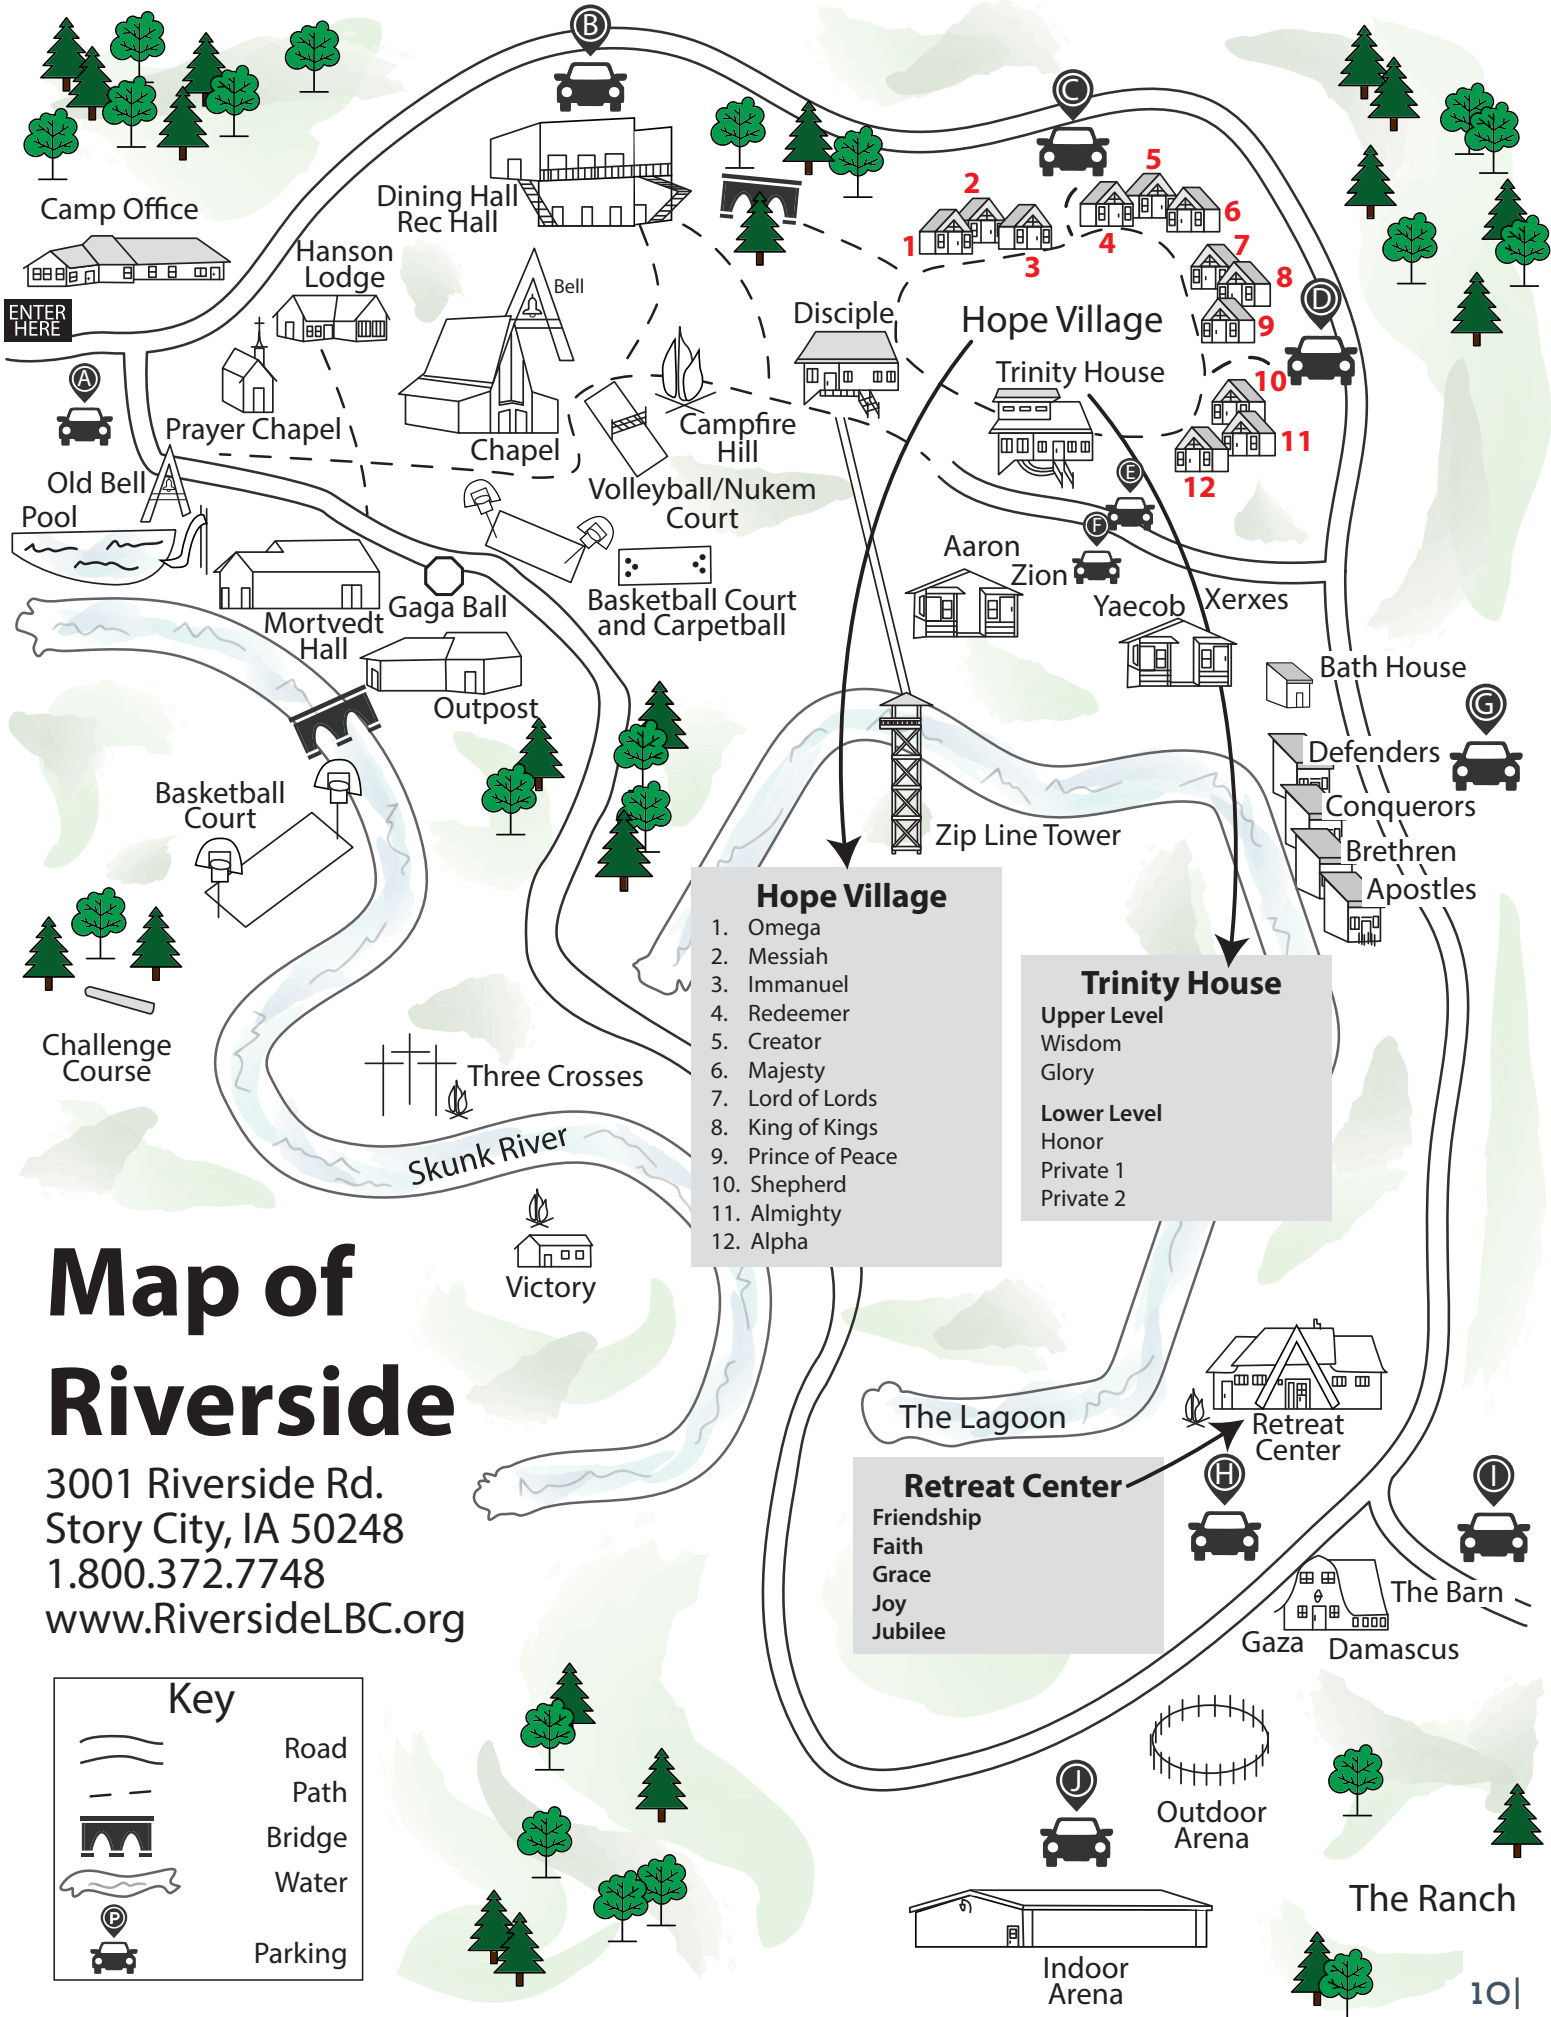 B
C
Camp Office
Dining Hall
Rec Hall
2
5
6
1
3
4
7
8
9
10
11
12
Hanson
Lodge
Bell
ENTER
HERE
A
Disciple
Hope Village
D
Trinity House
Prayer Chapel
Chapel
Campfire
Hill
Old Bell
Pool
Volleyball/Nukem
Court
E
F
Aaron
Zion
Yaecob
Xerxes
Mortvedt
Hall
Gaga Ball
Basketball Court
and Carpetball
Outpost
Bath House
G
Defenders
Conquerors
Brethren
Apostles
Basketball
Court
Zip Line Tower
Challenge
Course
Three Crosses
Skunk River
Victory
Hope Village
1. Omega
2. Messiah
3. Immanuel
4. Redeemer
5. Creator
6. Majesty
7. Lord of Lords
8. King of Kings
9. Prince of Peace
10. Shepherd
11. Almighty
12. Alpha
Trinity House
Upper Level
Wisdom
Glory
Lower Level
Honor
Private 1
Private 2
Map of
Riverside
3001 Riverside Rd.
Story City, IA 50248
1.800.372.7748
www.RiversideLBC.org
The Lagoon
Retreat
Center
H
I
Retreat Center
Friendship
Faith
Grace
Joy
Jubilee
The Barn
Gaza
Damascus
Key
Road
Path
Bridge
Water
P
Parking
J
Outdoor
Arena
The Ranch
Indoor
Arena
10|